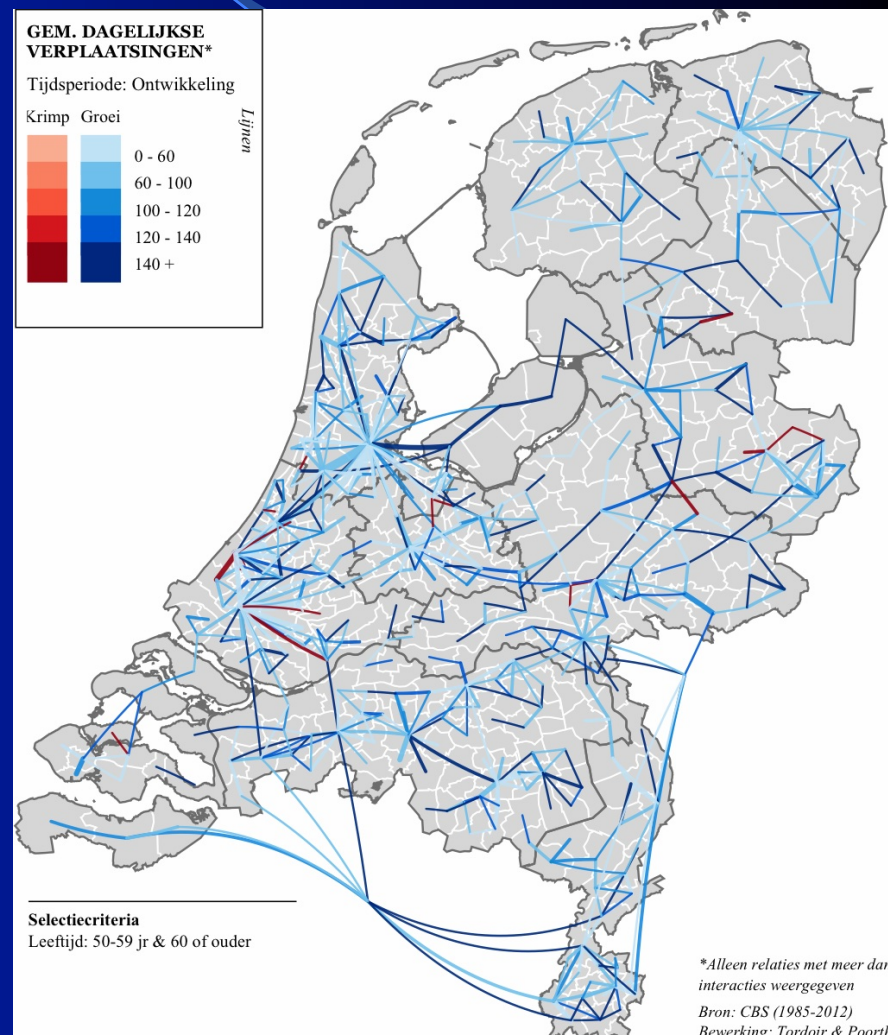 GEM. DAGELIJKSE
VERPLAATSINGEN*
Tijdsperiode: Ontwikkeling
Krimp Groei
Lijnen
0 - 60
60 - 100
100 - 120
120 - 140
140 +
Selectiecriteria
Leeftijd: 50-59 jr & 60 of ouder
*Alleen relaties met meer dan
interacties weergegeven
Bron: CBS (1985-2012)
Bewerking: Tordoir & Poorth